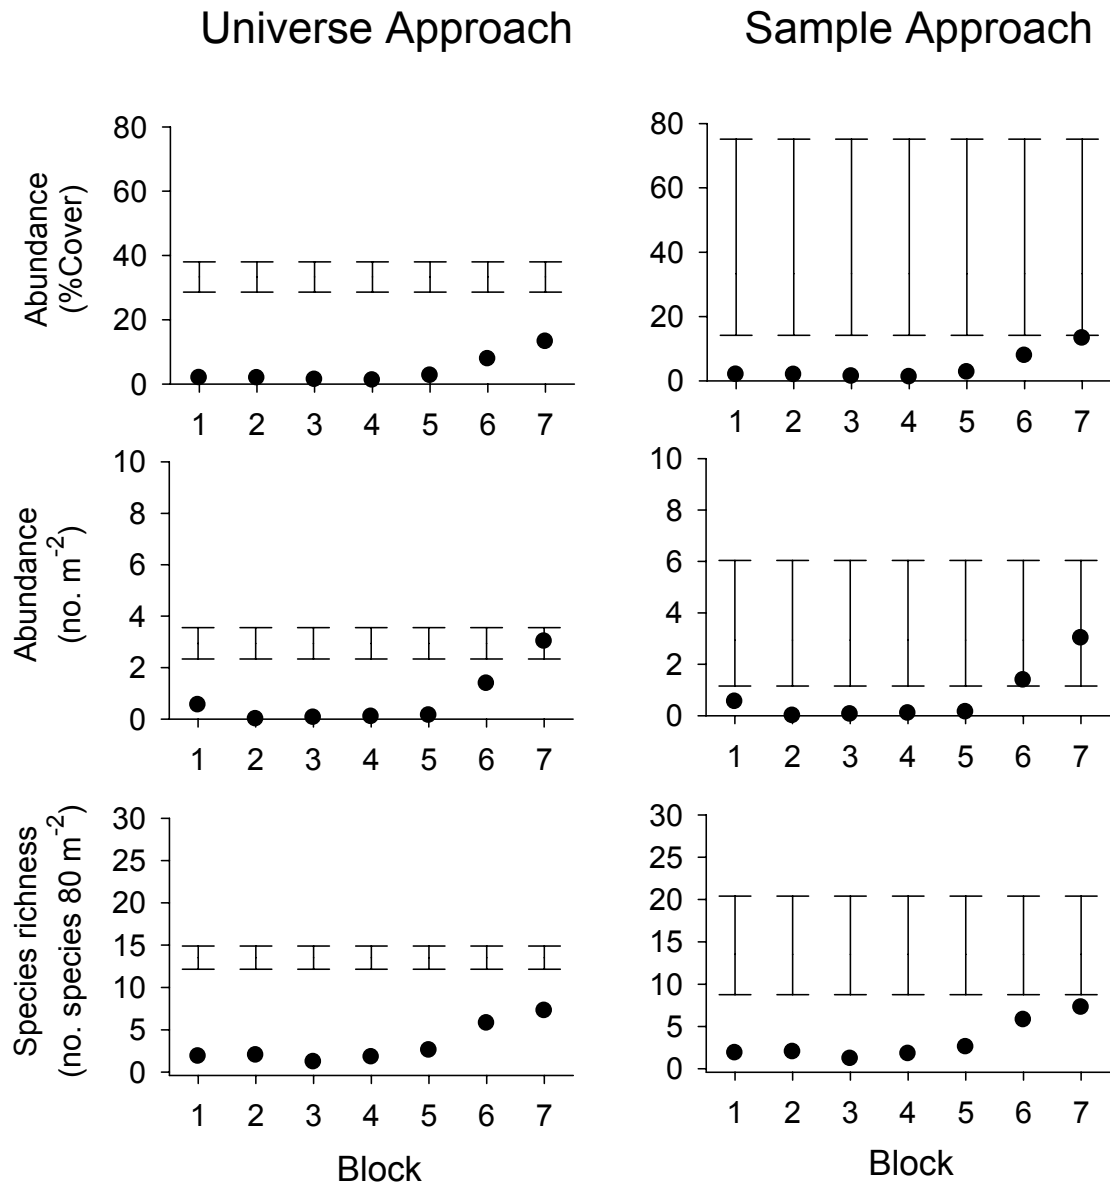 Universe Approach
Sample Approach
Abundance
(%Cover)
80
60
40
20
0
1 2 3 4 5 6 7
80
60
40
20
0
1 2 3 4 5 6 7
Abundance
(no. m⁻²)
10
8
6
4
2
0
1 2 3 4 5 6 7
10
8
6
4
2
0
1 2 3 4 5 6 7
Species richness
(no. species 80 m⁻²)
30
25
20
15
10
5
0
1 2 3 4 5 6 7
Block
30
25
20
15
10
5
0
1 2 3 4 5 6 7
Block